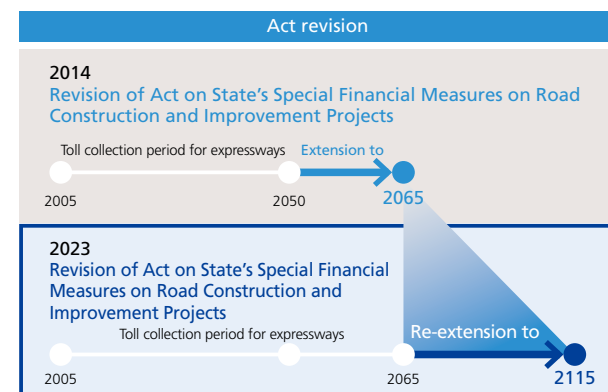 Act revision
2014
Revision of Act on State’s Special Financial Measures on Road
Construction and Improvement Projects
Toll collection period for expressways Extension to
2005 2050 2065
2023
Revision of Act on State’s Special Financial
Measures on Road Construction and
Improvement Projects
Toll collection period for expressways Re-extension to
2005 2065 2115